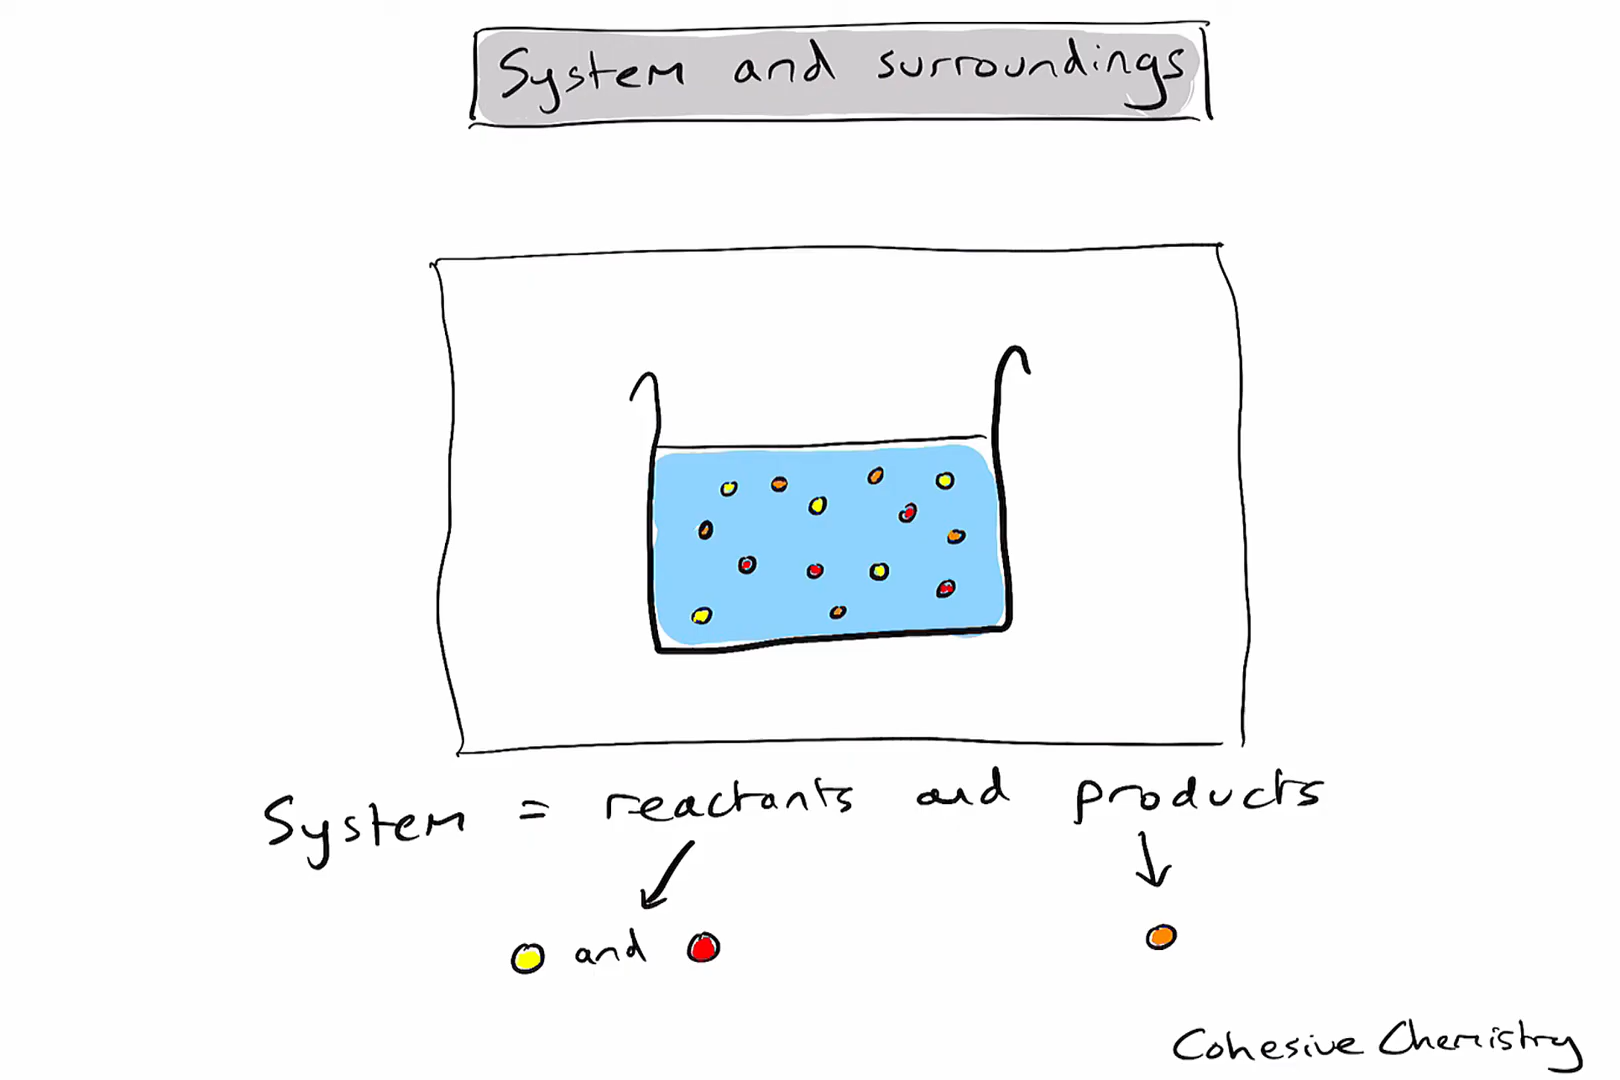 System and surroundings
System = reactants and products
and
Cohesive Chemistry